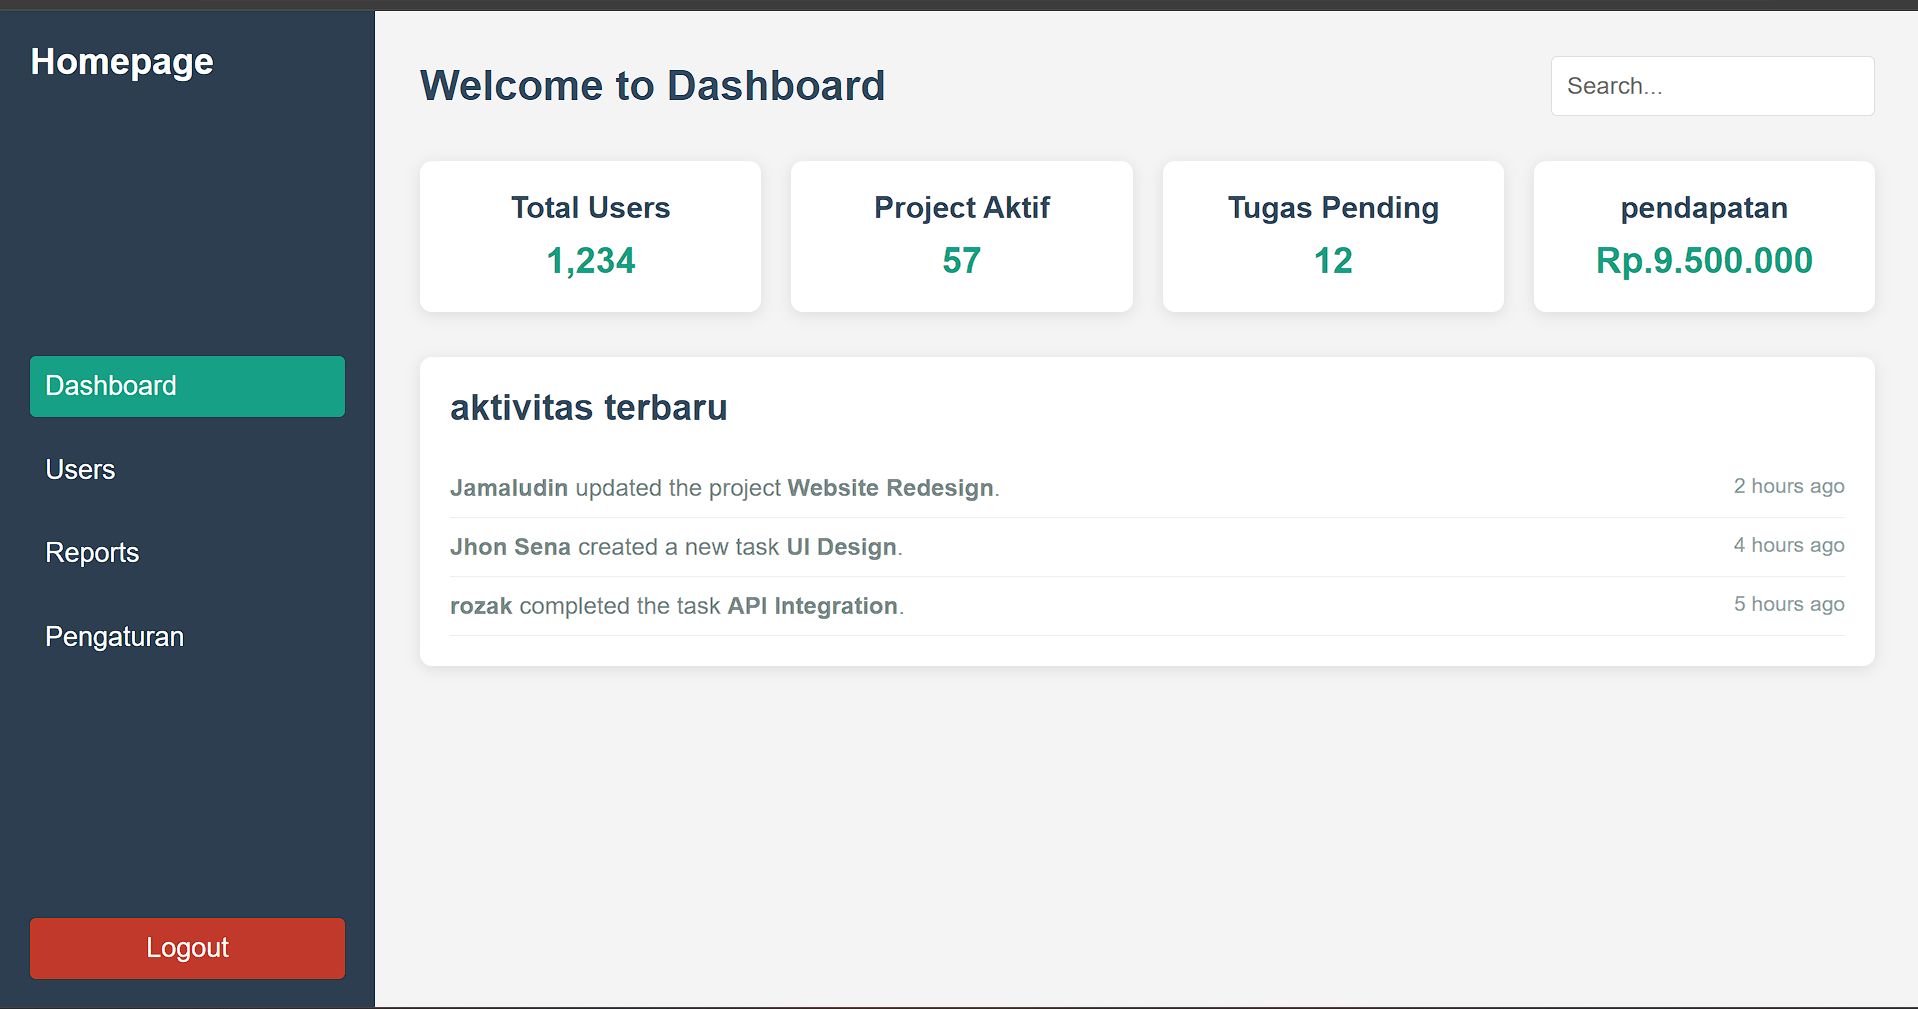 Homepage
Dashboard
Users
Reports
Pengaturan
Logout
Welcome to Dashboard
Search...
Total Users
1,234
Project Aktif
57
Tugas Pending
12
pendapatan
Rp.9.500.000
aktivitas terbaru
Jamaludin updated the project Website Redesign. 2 hours ago
Jhon Sena created a new task UI Design. 4 hours ago
rozak completed the task API Integration. 5 hours ago